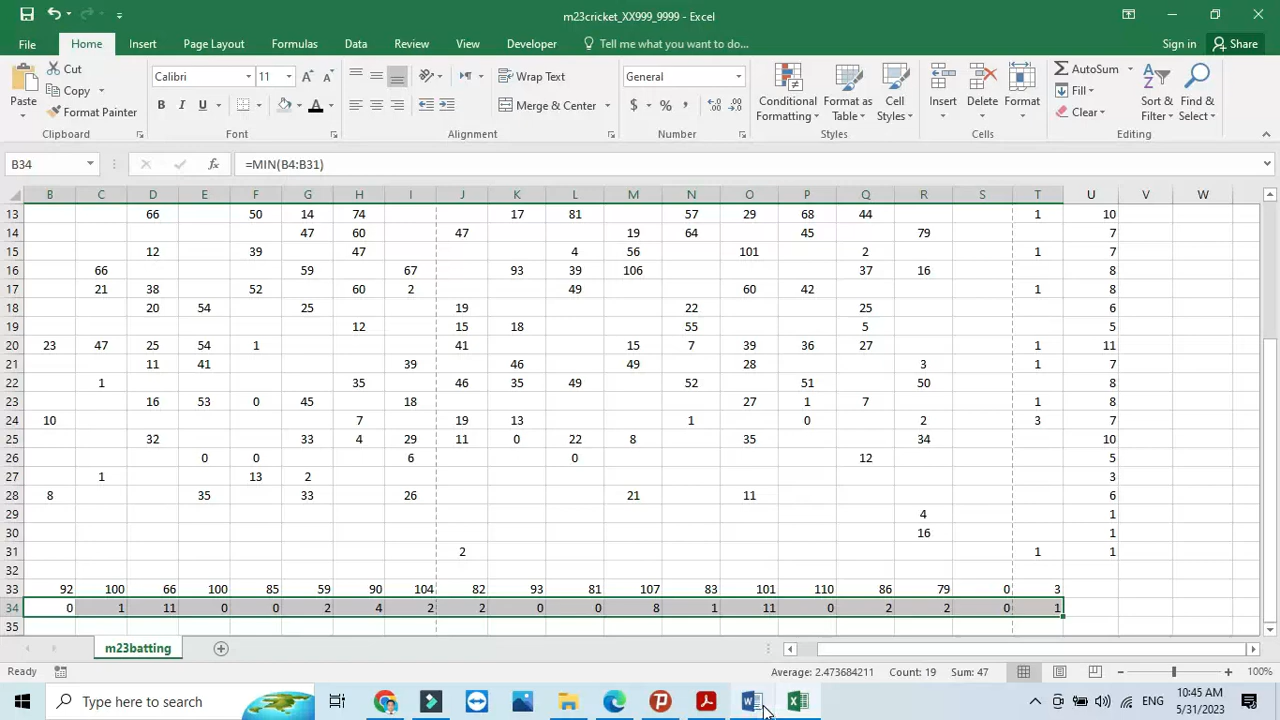 m23cricket_XX999_9999 - Excel
File Home Insert Page Layout Formulas Data Review View Developer Tell me what you want to do... Sign in Share
Paste Cut Copy Format Painter Clipboard
Calibri 11 A A B I U A Font
Wrap Text Merge & Center Alignment
General $ % , Number
Conditional Formatting Format as Table Cell Styles Styles
Insert Delete Format Cells
AutoSum Fill Clear Sort & Filter Find & Select Editing
B34 fx =MIN(B4:B31)
B C D E F G H I J K L M N O P Q R S T U V W
13 66 50 14 74 17 81 57 29 68 44 1 10
14 47 60 47 19 64 45 79 7
15 12 39 47 4 56 101 2 1 7
16 66 59 67 93 39 106 37 16 8
17 21 38 52 60 2 49 60 42 1 8
18 20 54 25 19 22 25 6
19 12 15 18 55 5 5
20 23 47 25 54 1 41 15 7 39 36 27 1 11
21 11 41 39 46 49 28 3 1 7
22 1 35 46 35 49 52 51 50 8
23 16 53 0 45 18 27 1 7 1 8
24 10 7 19 13 1 0 2 3 7
25 32 33 4 29 11 0 22 8 35 34 10
26 0 0 6 0 12 5
27 1 13 2 3
28 8 35 33 26 21 11 6
29 4 1
30 16 1
31 2 1 1
32
33 92 100 66 100 85 59 90 104 82 93 81 107 83 101 110 86 79 0 3
34 0 1 11 0 0 2 4 2 2 0 0 8 1 11 0 2 2 0 1
35
m23batting
Ready Average: 2.473684211 Count: 19 Sum: 47 100%
Type here to search ENG 10:45 AM
5/31/2023